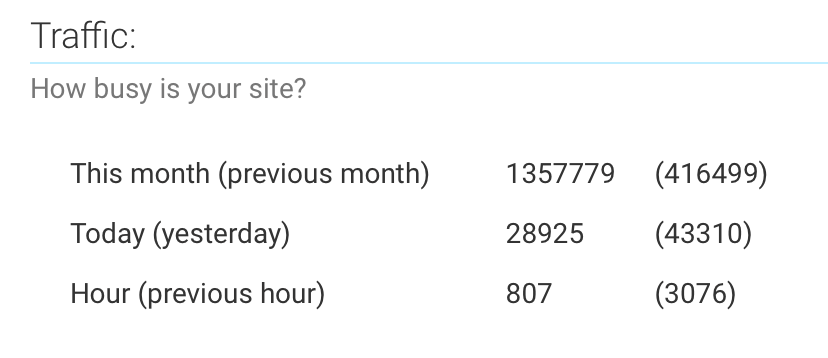 Traffic:
How busy is your site?
This month (previous month) 1357779 (416499)
Today (yesterday) 28925 (43310)
Hour (previous hour) 807 (3076)